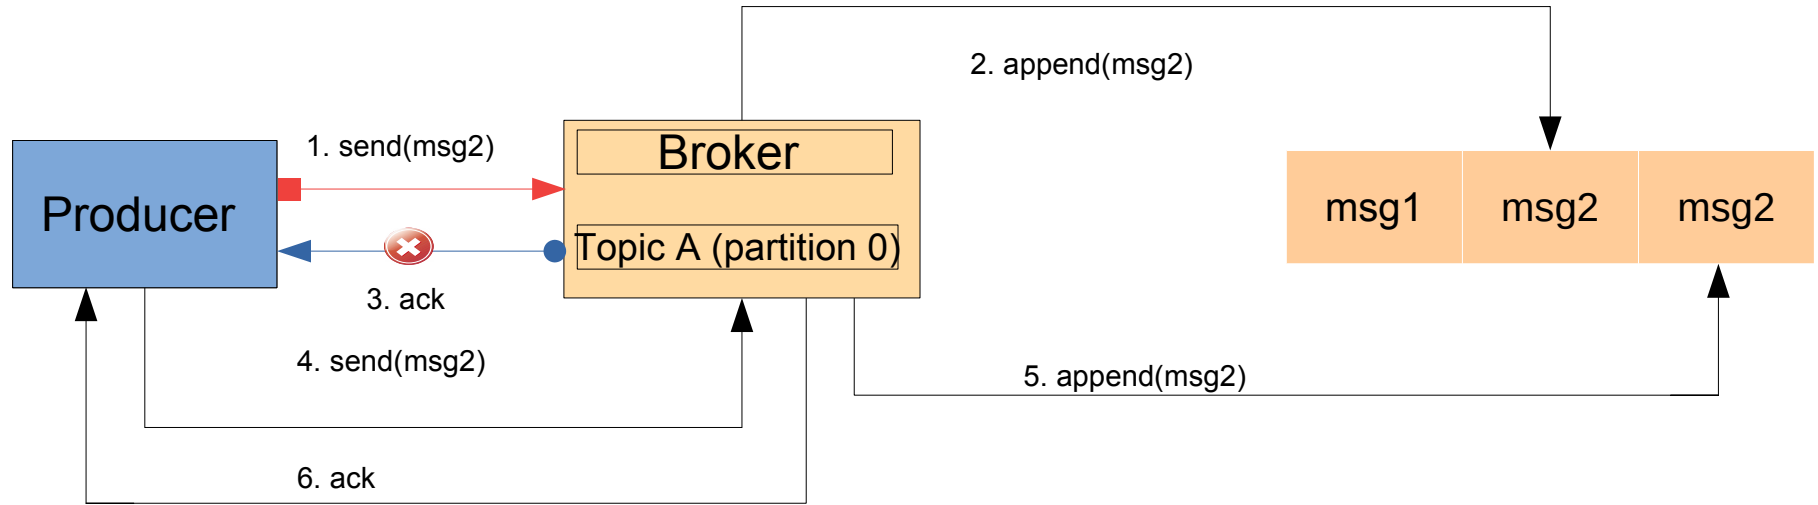 2. append(msg2)
1. send(msg2)
Broker
Producer
msg1
msg2
msg2
Topic A (partition 0)
3. ack
4. send(msg2)
5. append(msg2)
6. ack